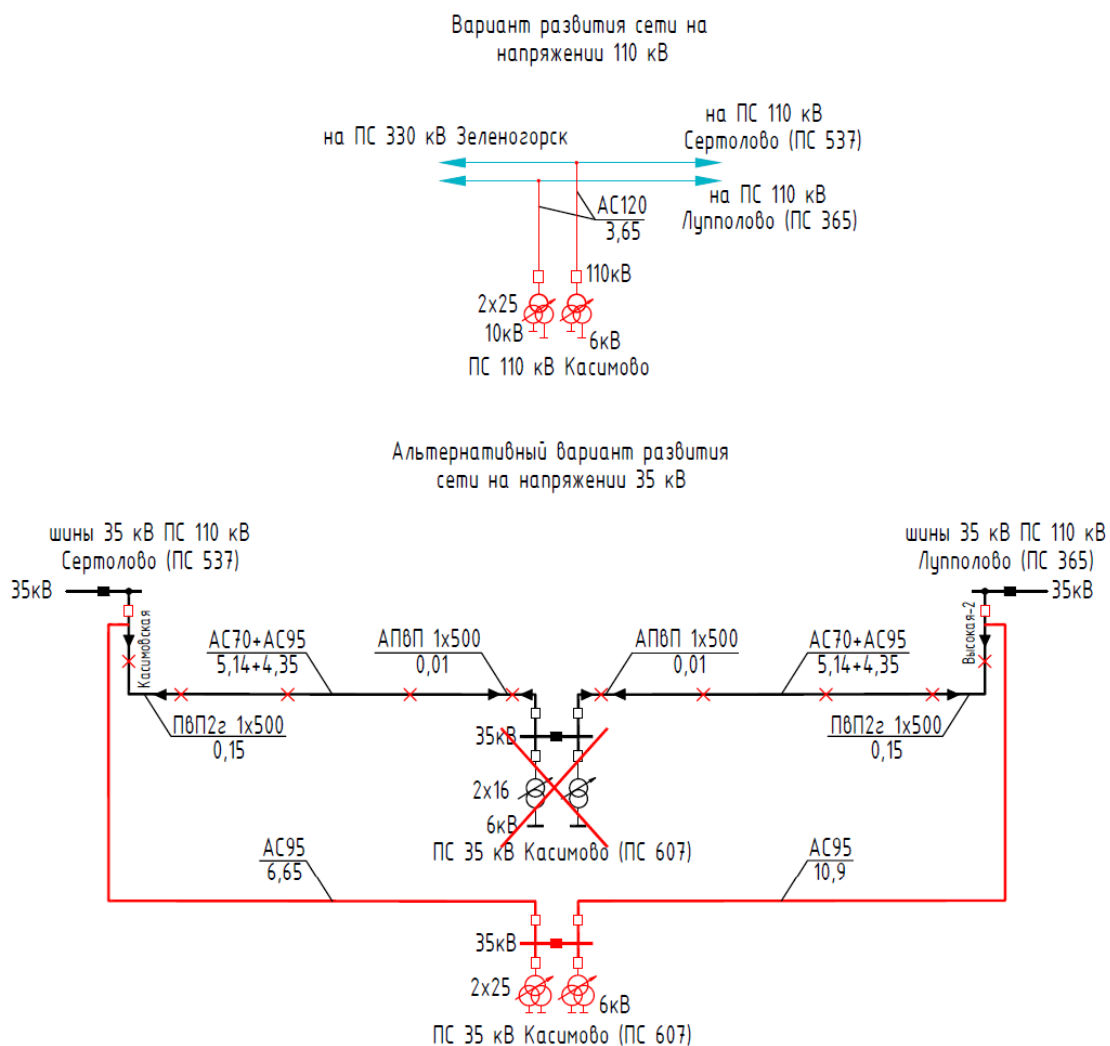 Вариант развития сети на
напряжении 110 кВ
на ПС 330 кВ Зеленогорск
на ПС 110 кВ
Сертолово (ПС 537)
на ПС 110 кВ
Лупполово (ПС 365)
АС120
3,65
110кВ
2х25
10кВ
6кВ
ПС 110 кВ Касимово
Альтернативный вариант развития
сети на напряжении 35 кВ
шины 35 кВ ПС 110 кВ
Сертолово (ПС 537)
35кВ
шины 35 кВ ПС 110 кВ
Лупполово (ПС 365)
35кВ
Касимовская
АС70+АС95
5,14+4,35
АПвП 1х500
0,01
АПвП 1х500
0,01
АС70+АС95
5,14+4,35
Высокая-2
ПвП2г 1х500
0,15
ПвП2г 1х500
0,15
35кВ
2х16
6кВ
ПС 35 кВ Касимово (ПС 607)
АС95
6,65
АС95
10,9
35кВ
2х25
6кВ
ПС 35 кВ Касимово (ПС 607)